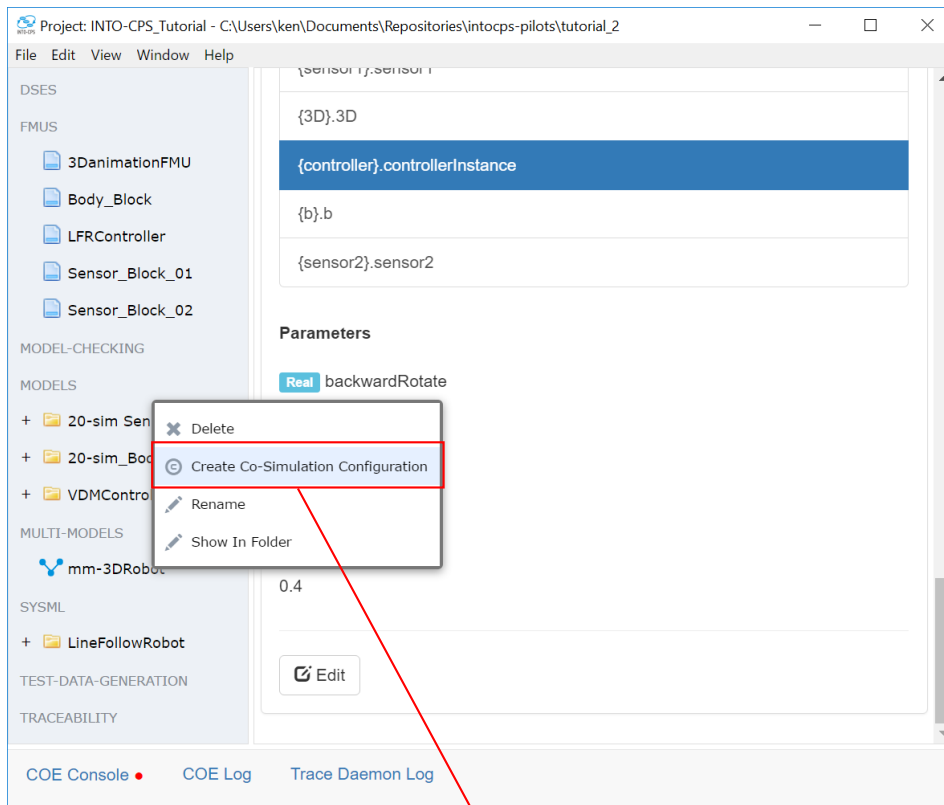 Project: INTO-CPS_Tutorial - C:\Users\ken\Documents\Repositories\intocps-pilots\tutorial_2
File Edit View Window Help
DSES
FMUS
3DanimationFMU
Body_Block
LFRController
Sensor_Block_01
Sensor_Block_02
MODEL-CHECKING
MODELS
+ 20-sim Sen
+ 20-sim_Bod
+ VDMContro
MULTI-MODELS
mm-3DRobot
SYSML
+ LineFollowRobot
TEST-DATA-GENERATION
TRACEABILITY
{sensor1}.sensor1
{3D}.3D
{controller}.controllerInstance
{b}.b
{sensor2}.sensor2
Parameters
Real backwardRotate
Delete
Create Co-Simulation Configuration
Rename
Show In Folder
0.4
Edit
COE Console COE Log Trace Daemon Log